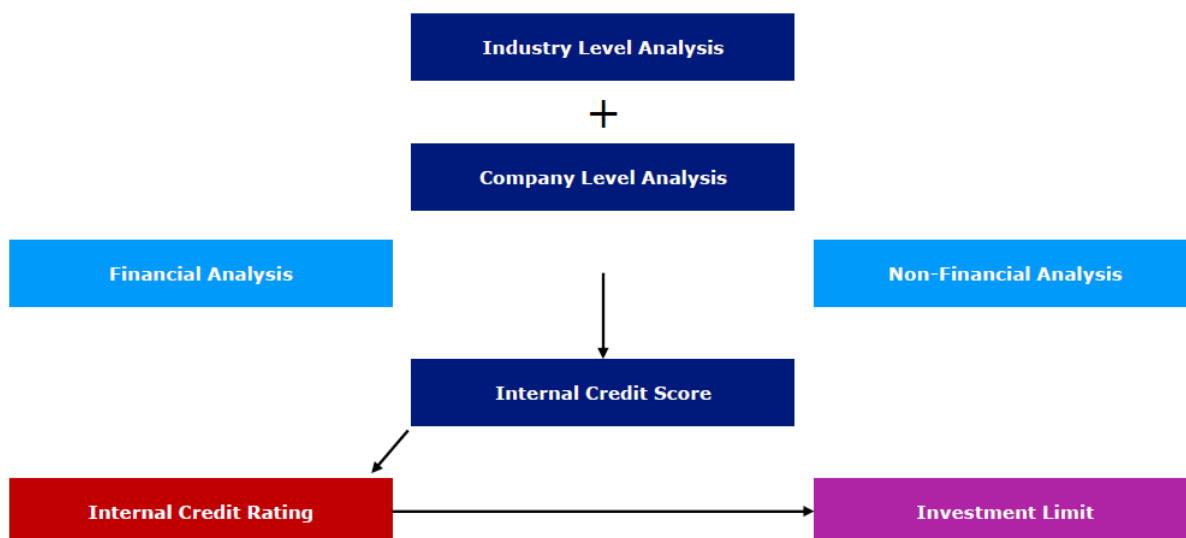 Industry Level Analysis
+
Company Level Analysis
Financial Analysis
Non-Financial Analysis
Internal Credit Score
Internal Credit Rating
Investment Limit